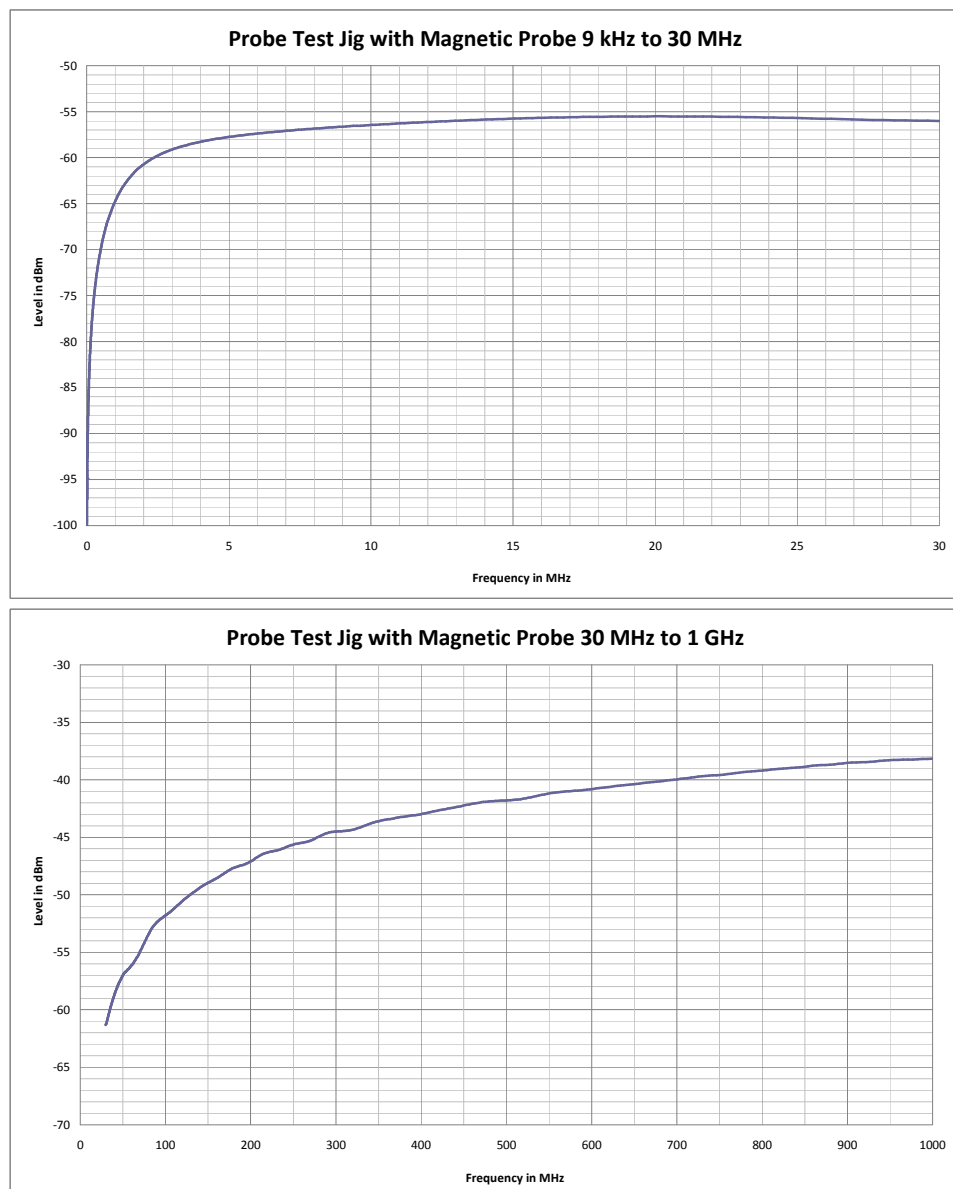 Probe Test Jig with Magnetic Probe 9 kHz to 30 MHz
-50
-55
-60
-65
-70
-75
-80
-85
-90
-95
-100
Level in dBm
0 5 10 15 20 25 30
Frequency in MHz
Probe Test Jig with Magnetic Probe 30 MHz to 1 GHz
-30
-35
-40
-45
-50
-55
-60
-65
-70
Level in dBm
0 100 200 300 400 500 600 700 800 900 1000
Frequency in MHz